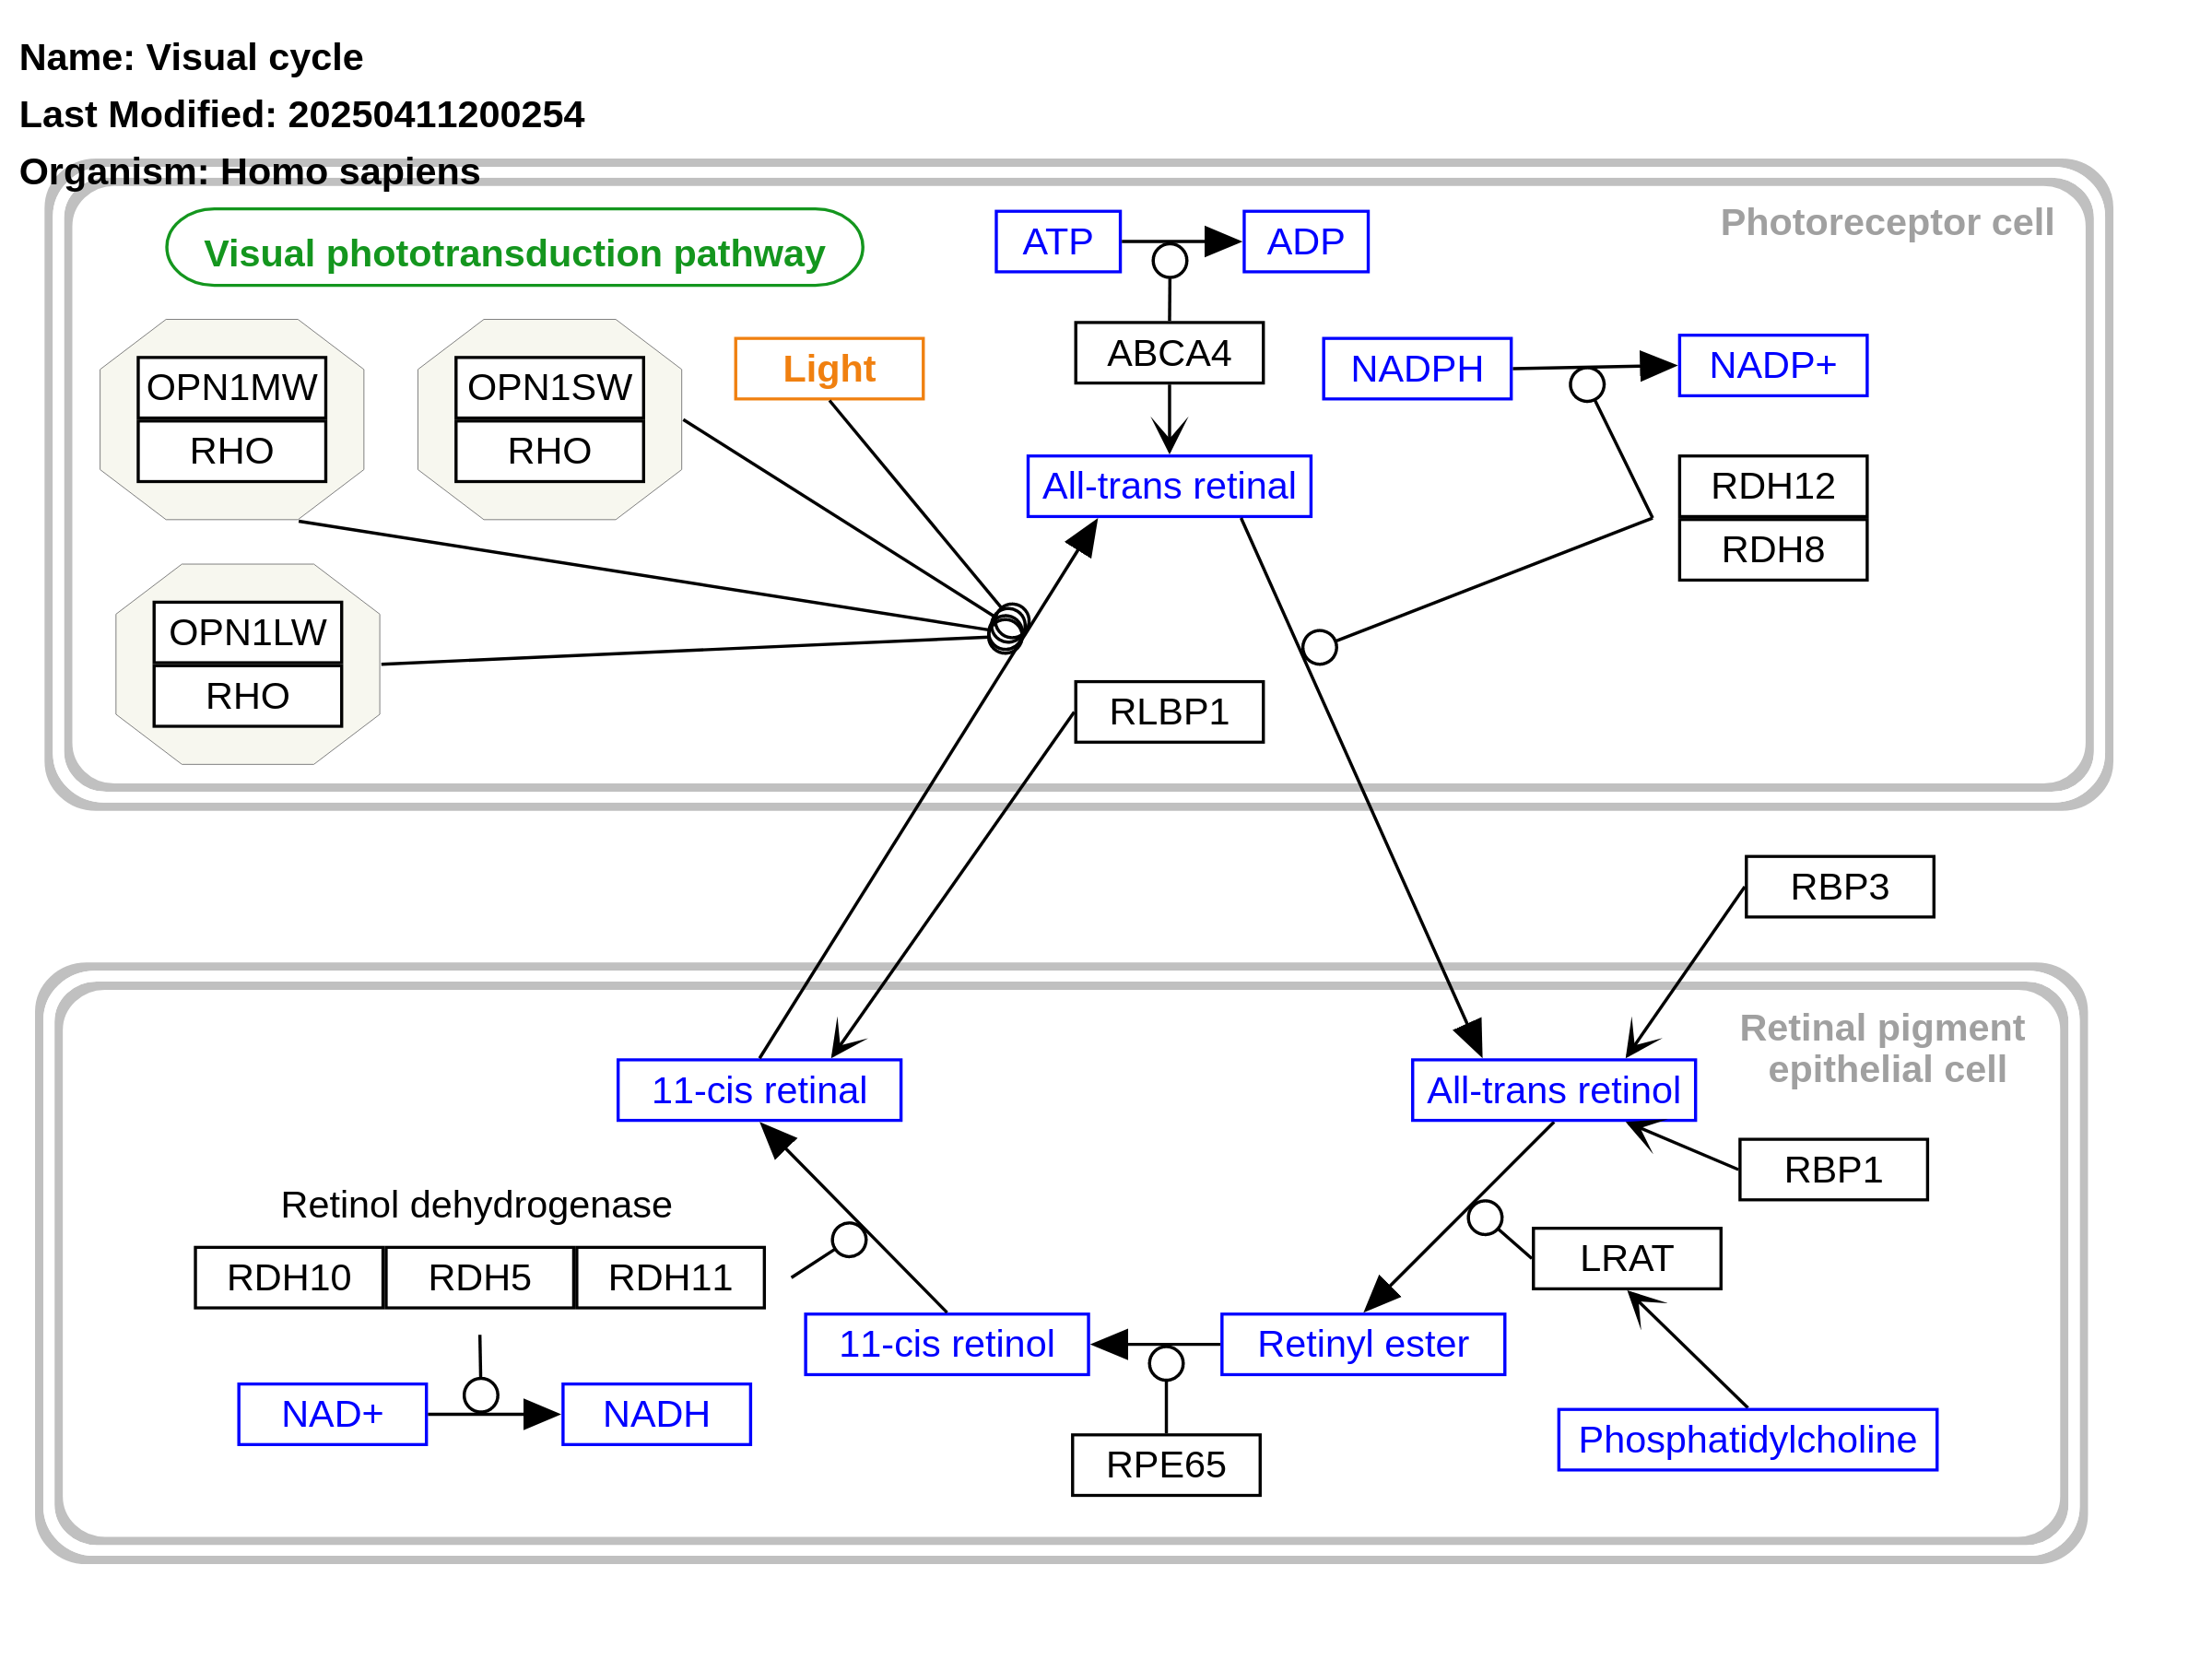 Name: Visual cycle
Last Modified: 20250411200254
Organism: Homo sapiens
Visual phototransduction pathway
ATP
ADP
Photoreceptor cell
OPN1MW
RHO
OPN1SW
RHO
Light
ABCA4
NADPH
NADP+
All-trans retinal
RDH12
RDH8
OPN1LW
RHO
RLBP1
RBP3
Retinal pigment
epithelial cell
11-cis retinal
All-trans retinol
RBP1
Retinol dehydrogenase
RDH10
RDH5
RDH11
LRAT
11-cis retinol
Retinyl ester
NAD+
NADH
RPE65
Phosphatidylcholine